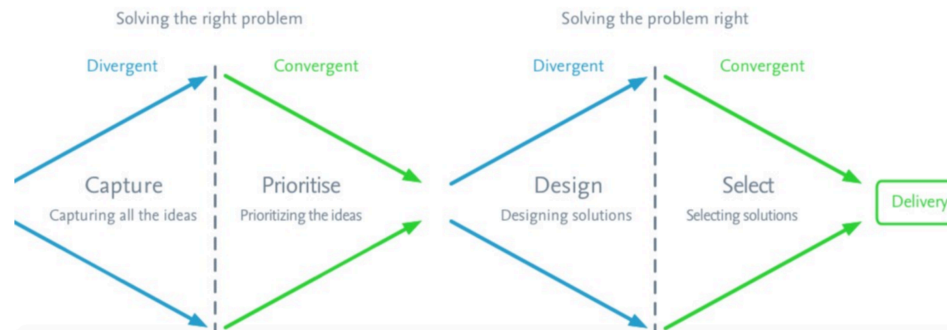 Solving the right problem
Solving the problem right
Divergent
Convergent
Divergent
Convergent
Capture
Capturing all the ideas
Prioritise
Prioritizing the ideas
Design
Designing solutions
Select
Selecting solutions
Delivery